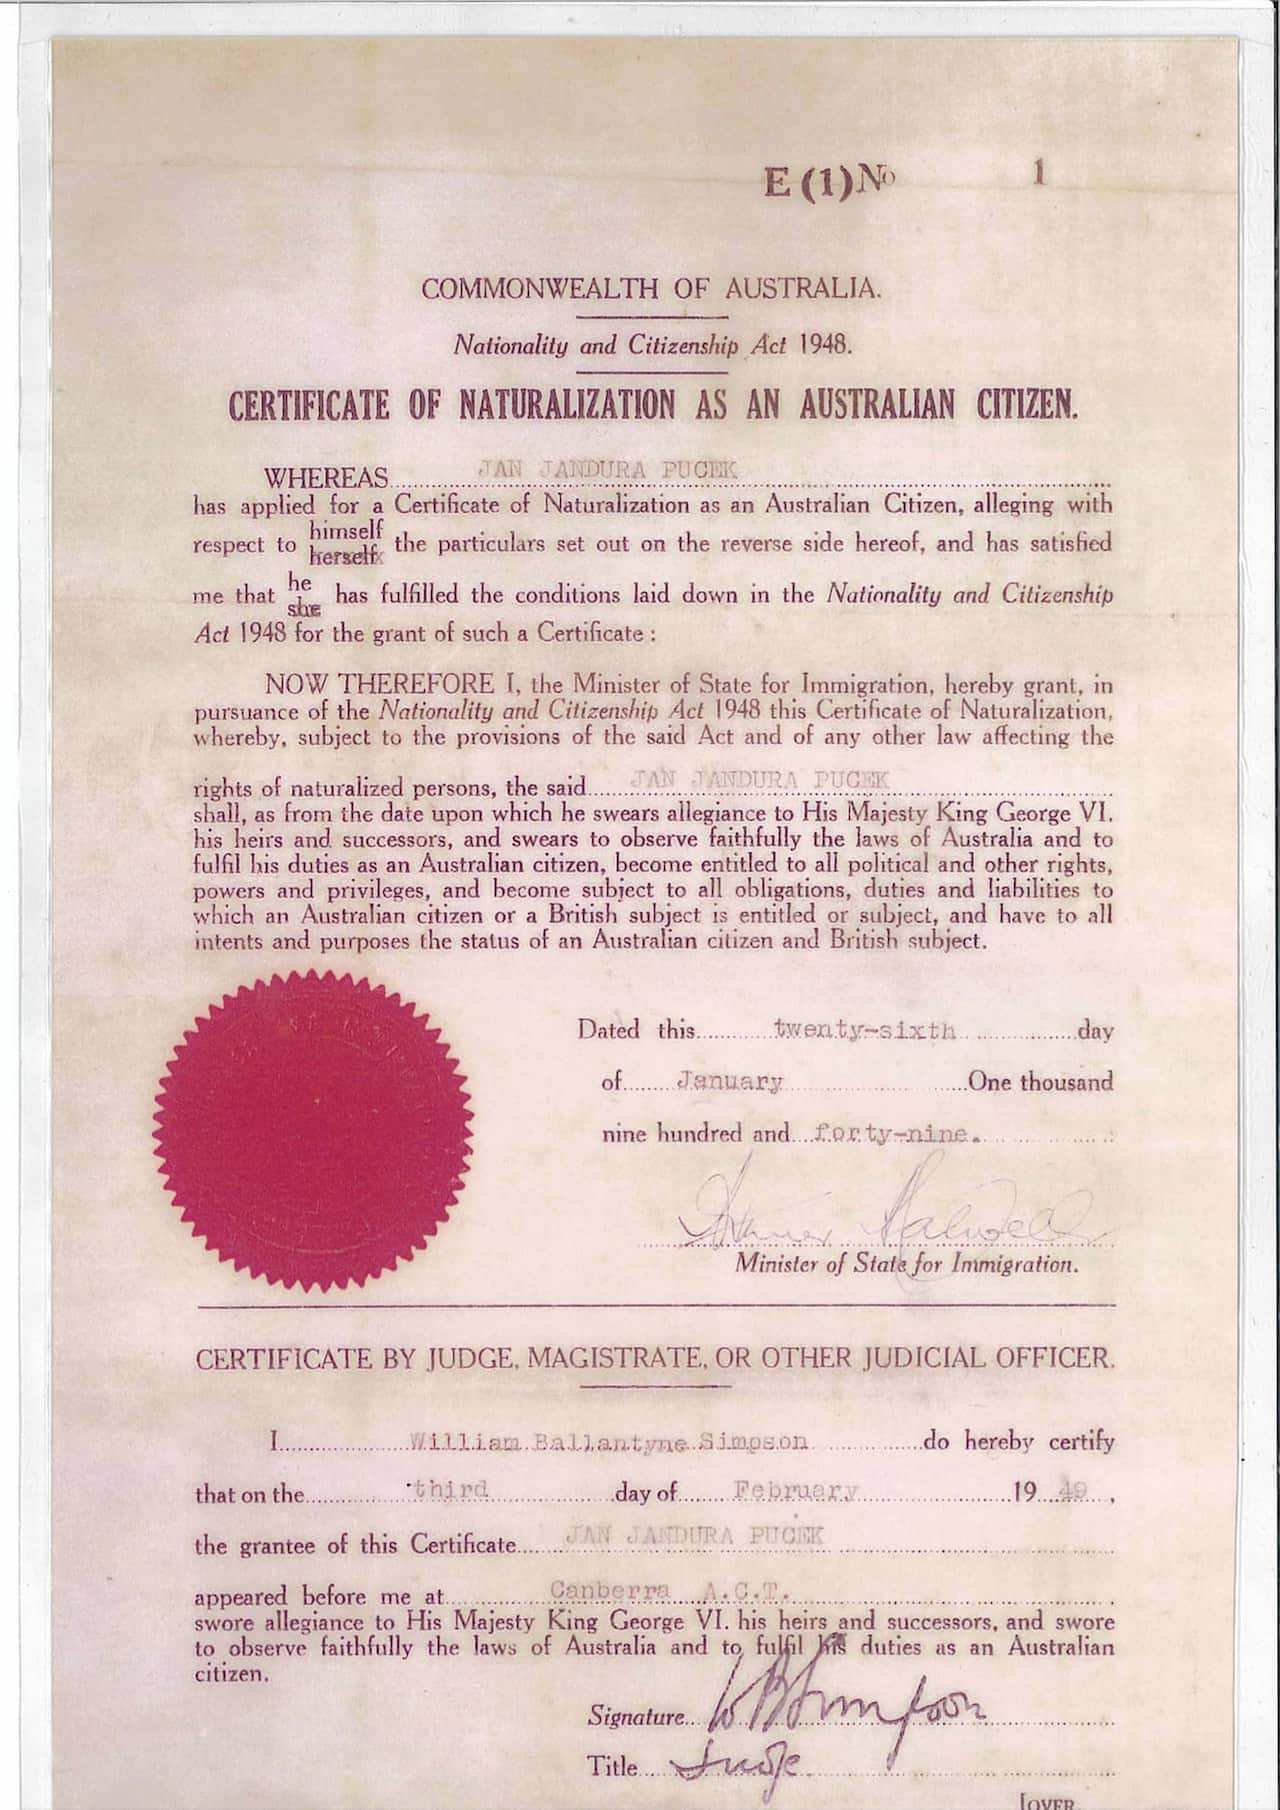 E (1) No 1
COMMONWEALTH OF AUSTRALIA.
Nationality and Citizenship Act 1948.
CERTIFICATE OF NATURALIZATION AS AN AUSTRALIAN CITIZEN.
WHEREAS JAN JANDURA PUCEK
has applied for a Certificate of Naturalization as an Australian Citizen, alleging with
himself
respect to herself the particulars set out on the reverse side hereof, and has satisfied
he
me that she has fulfilled the conditions laid down in the Nationality and Citizenship
Act 1948 for the grant of such a Certificate :
NOW THEREFORE I, the Minister of State for Immigration, hereby grant, in
pursuance of the Nationality and Citizenship Act 1948 this Certificate of Naturalization,
whereby, subject to the provisions of the said Act and of any other law affecting the
rights of naturalized persons, the said JAN JANDURA PUCEK
shall, as from the date upon which he swears allegiance to His Majesty King George VI.
his heirs and successors, and swears to observe faithfully the laws of Australia and to
fulfil his duties as an Australian citizen, become entitled to all political and other rights,
powers and privileges, and become subject to all obligations, duties and liabilities to
which an Australian citizen or a British subject is entitled or subject, and have to all
intents and purposes the status of an Australian citizen and British subject.
Dated this twenty-sixth day
of January One thousand
nine hundred and forty-nine.
Minister of State for Immigration.
CERTIFICATE BY JUDGE, MAGISTRATE, OR OTHER JUDICIAL OFFICER.
I William Ballantyne Simpson do hereby certify
that on the third day of February 19 49 ,
the grantee of this Certificate JAN JANDURA PUCEK
appeared before me at Canberra A.C.T.
swore allegiance to His Majesty King George VI. his heirs and successors, and swore
to observe faithfully the laws of Australia and to fulfil his duties as an Australian
citizen.
Signature W B Simpson
Title Judge
[OVER